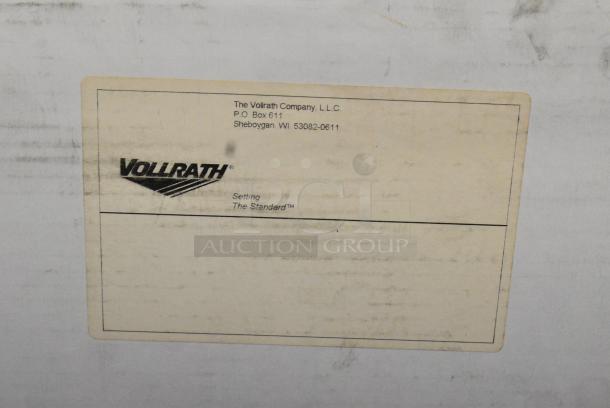 The Vollrath Company, L.L.C.
P.O. Box 611
Sheboygan, WI 53082-0611
VOLLRATH®
Setting
The Standard™
AUCTION GROUP